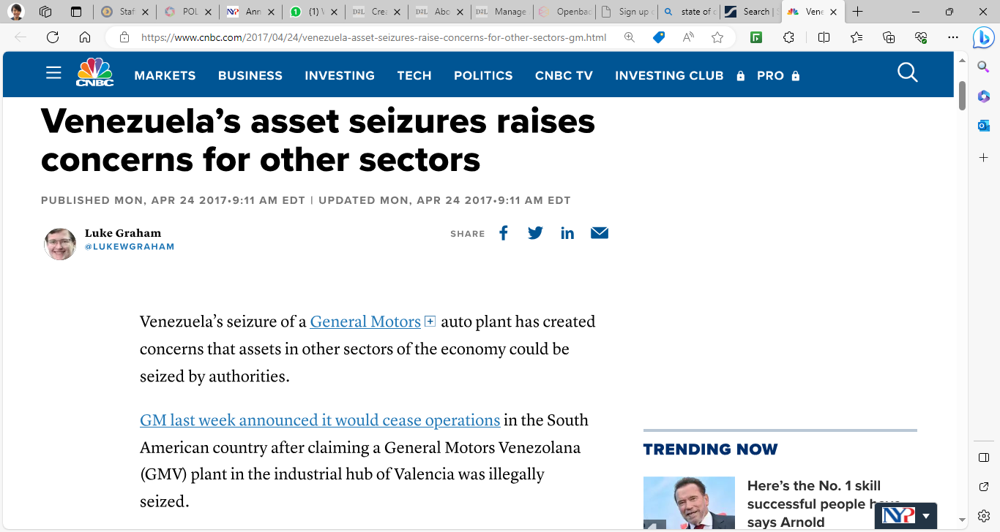 Staf
POL
Ann
(1)
D2L Crea
D2L Abo
D2L Manage
Openbad
Sign up
state of
Search |
Vene
https://www.cnbc.com/2017/04/24/venezuela-asset-seizures-raise-concerns-for-other-sectors-gm.html
CNBC
MARKETS BUSINESS INVESTING TECH POLITICS CNBC TV INVESTING CLUB PRO
Venezuela’s asset seizures raises
concerns for other sectors
PUBLISHED MON, APR 24 2017•9:11 AM EDT | UPDATED MON, APR 24 2017•9:11 AM EDT
Luke Graham
@LUKEWGRAHAM
SHARE
Venezuela’s seizure of a General Motors auto plant has created
concerns that assets in other sectors of the economy could be
seized by authorities.
GM last week announced it would cease operations in the South
American country after claiming a General Motors Venezolana
(GMV) plant in the industrial hub of Valencia was illegally
seized.
TRENDING NOW
Here’s the No. 1 skill
successful people
says Arnold
NYP